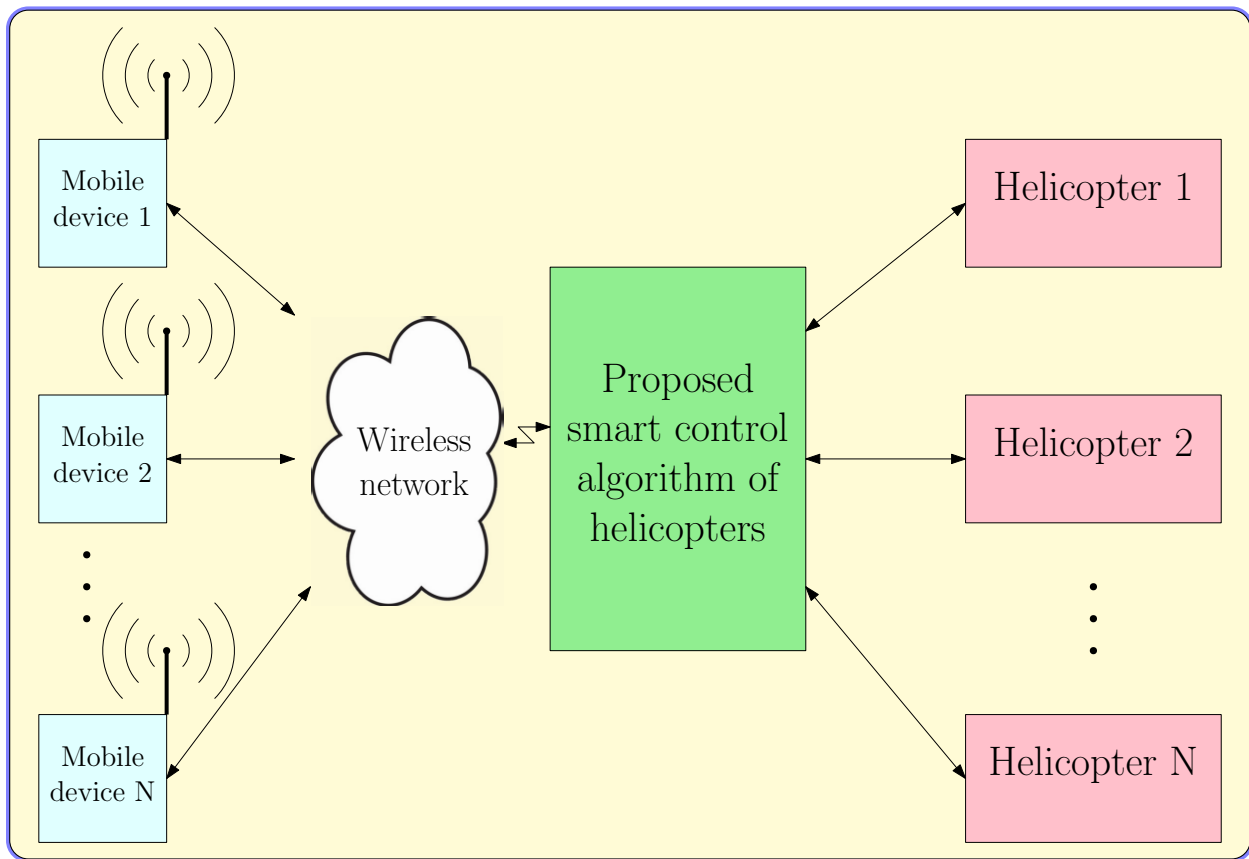 Mobile
device 1
Helicopter 1
Mobile
device 2
Wireless
network
Proposed
smart control
algorithm of
helicopters
Helicopter 2
Mobile
device N
Helicopter N